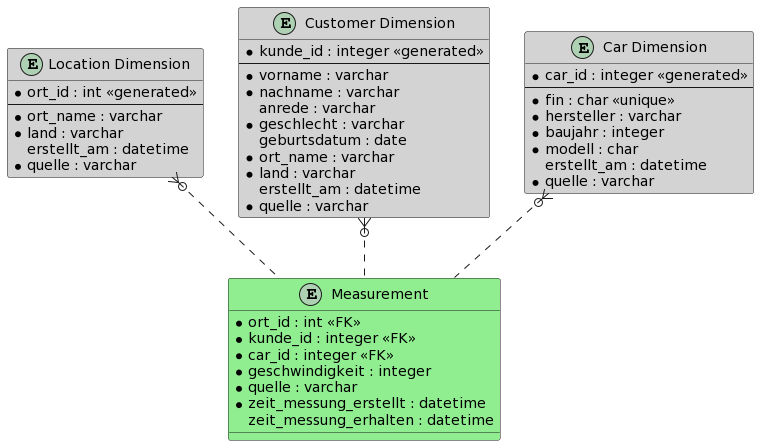 E Location Dimension
ort_id : int «generated»
ort_name : varchar
land : varchar
erstellt_am : datetime
quelle : varchar
E Customer Dimension
kunde_id : integer «generated»
vorname : varchar
nachname : varchar
anrede : varchar
geschlecht : varchar
geburtsdatum : date
ort_name : varchar
land : varchar
erstellt_am : datetime
quelle : varchar
E Car Dimension
car_id : integer «generated»
fin : char «unique»
hersteller : varchar
baujahr : integer
modell : char
erstellt_am : datetime
quelle : varchar
E Measurement
ort_id : int «FK»
kunde_id : integer «FK»
car_id : integer «FK»
geschwindigkeit : integer
quelle : varchar
zeit_messung_erstellt : datetime
zeit_messung_erhalten : datetime